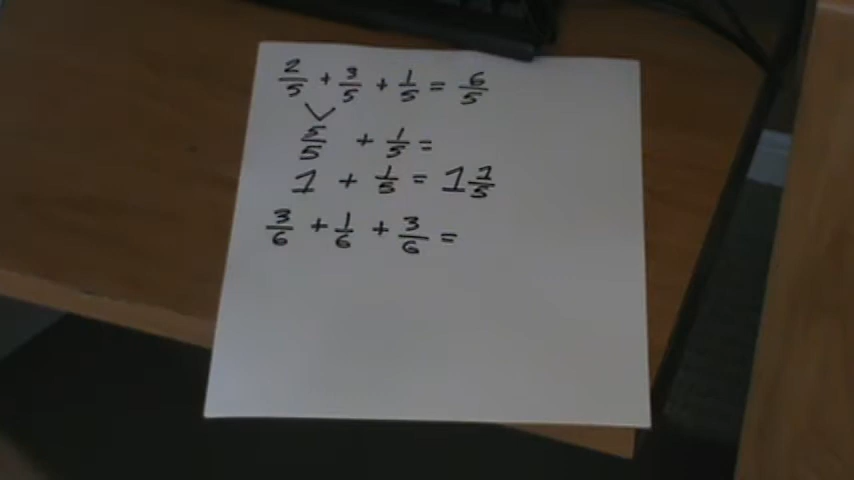 2/5 + 3/5 + 1/5 = 6/5
5/5 + 1/5 =
1 + 1/5 = 1 1/5
3/6 + 1/6 + 3/6 =